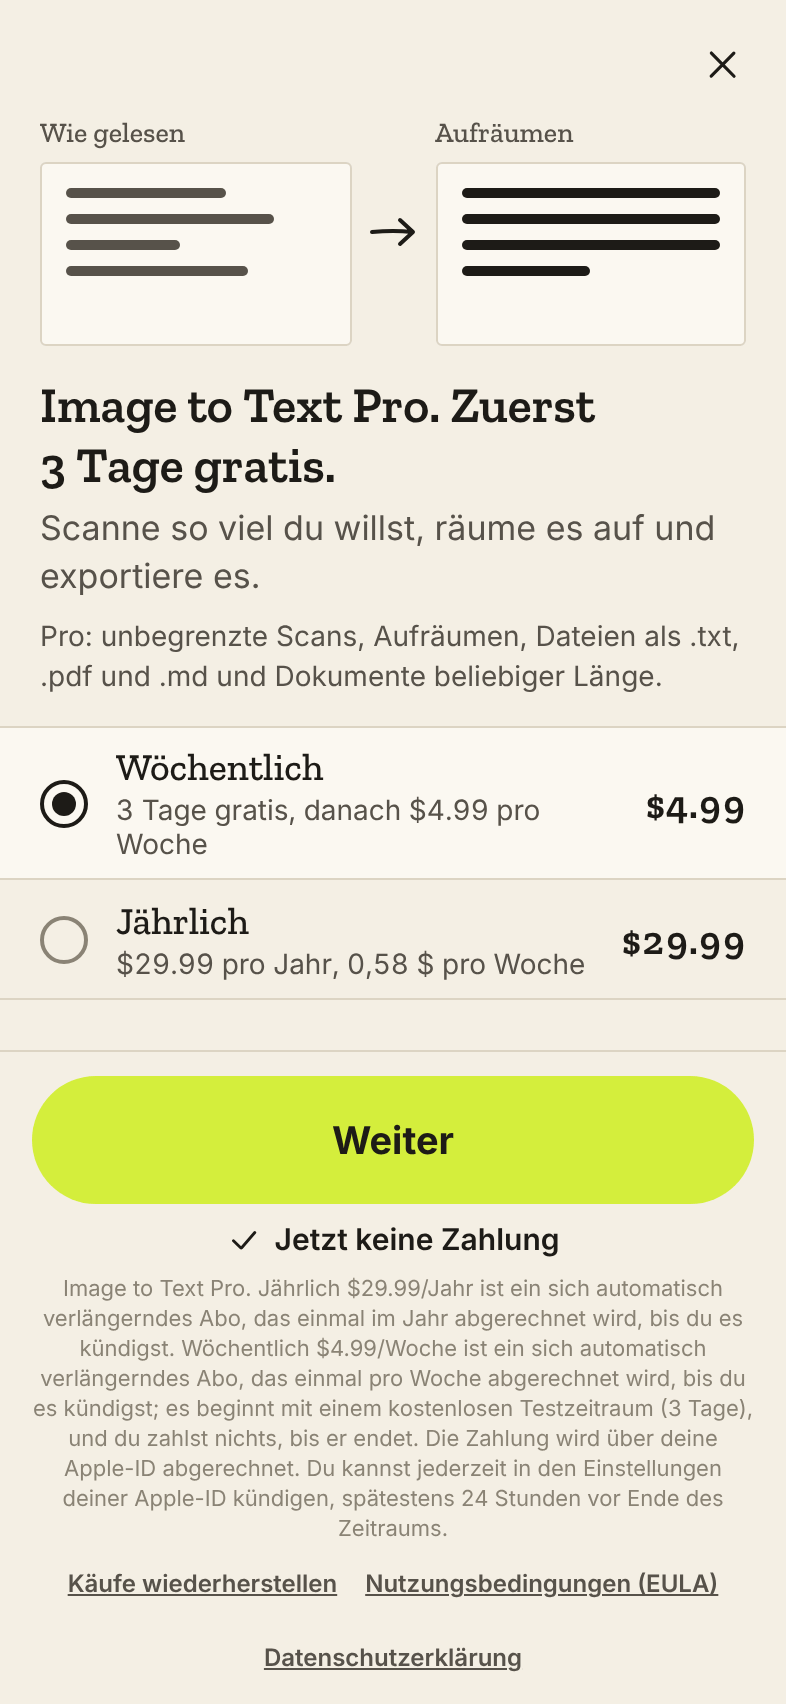 Wie gelesen
Aufräumen
Image to Text Pro. Zuerst
3 Tage gratis.
Scanne so viel du willst, räume es auf und
exportiere es.
Pro: unbegrenzte Scans, Aufräumen, Dateien als .txt,
.pdf und .md und Dokumente beliebiger Länge.
Wöchentlich
3 Tage gratis, danach $4.99 pro
Woche
$4.99
Jährlich
$29.99 pro Jahr, 0,58 $ pro Woche
$29.99
Weiter
Jetzt keine Zahlung
Image to Text Pro. Jährlich $29.99/Jahr ist ein sich automatisch
verlängerndes Abo, das einmal im Jahr abgerechnet wird, bis du es
kündigst. Wöchentlich $4.99/Woche ist ein sich automatisch
verlängerndes Abo, das einmal pro Woche abgerechnet wird, bis du
es kündigst; es beginnt mit einem kostenlosen Testzeitraum (3 Tage),
und du zahlst nichts, bis er endet. Die Zahlung wird über deine
Apple-ID abgerechnet. Du kannst jederzeit in den Einstellungen
deiner Apple-ID kündigen, spätestens 24 Stunden vor Ende des
Zeitraums.
Käufe wiederherstellen
Nutzungsbedingungen (EULA)
Datenschutzerklärung